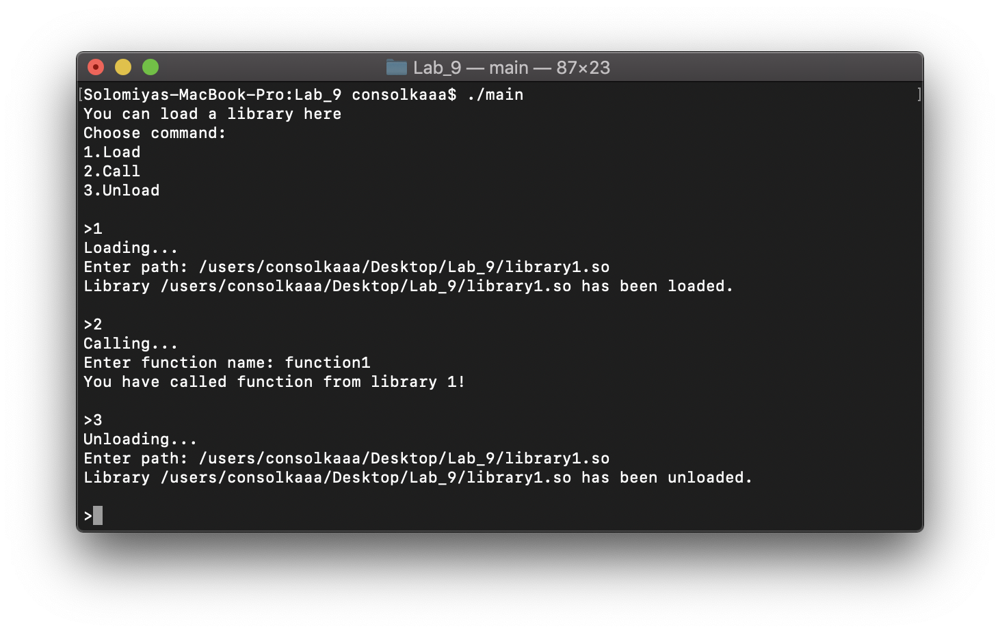 Lab_9 — main — 87×23
[Solomiyas-MacBook-Pro:Lab_9 consolkaaa$ ./main ]
You can load a library here
Choose command:
1.Load
2.Call
3.Unload
>1
Loading...
Enter path: /users/consolkaaa/Desktop/Lab_9/library1.so
Library /users/consolkaaa/Desktop/Lab_9/library1.so has been loaded.
>2
Calling...
Enter function name: function1
You have called function from library 1!
>3
Unloading...
Enter path: /users/consolkaaa/Desktop/Lab_9/library1.so
Library /users/consolkaaa/Desktop/Lab_9/library1.so has been unloaded.
>